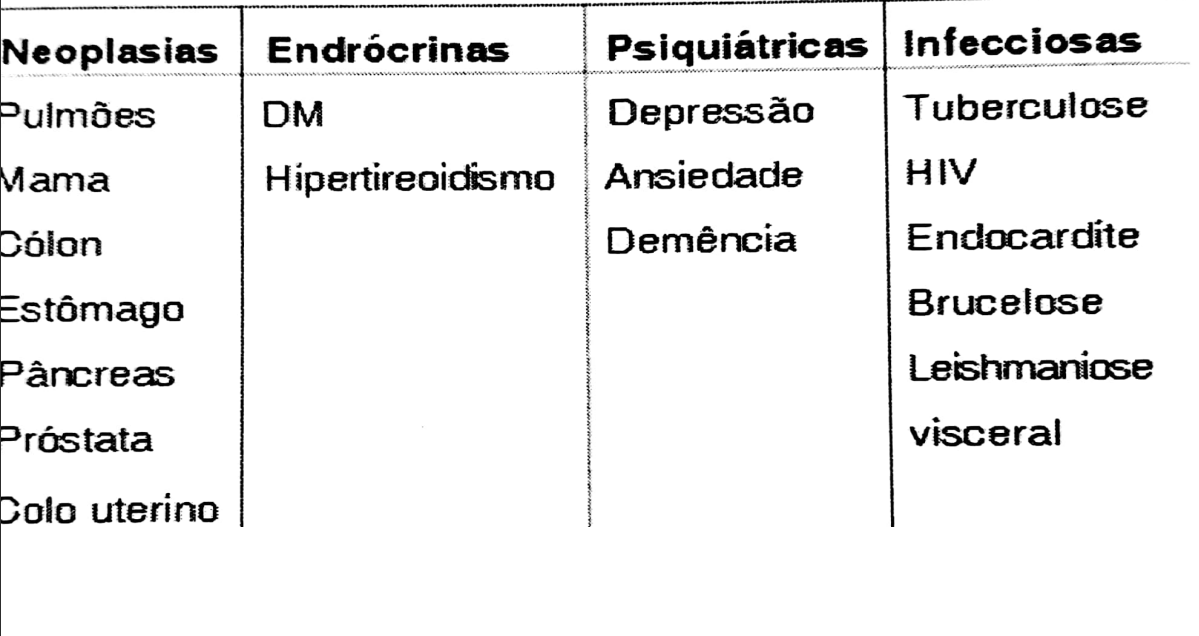 Neoplasias Endrócrinas Psiquiátricas Infecciosas
Pulmões DM Depressão Tuberculose
Mama Hipertireoidismo Ansiedade HIV
Cólon Demência Endocardite
Estômago Brucelose
Pâncreas Leishmaniose
Próstata visceral
Colo uterino